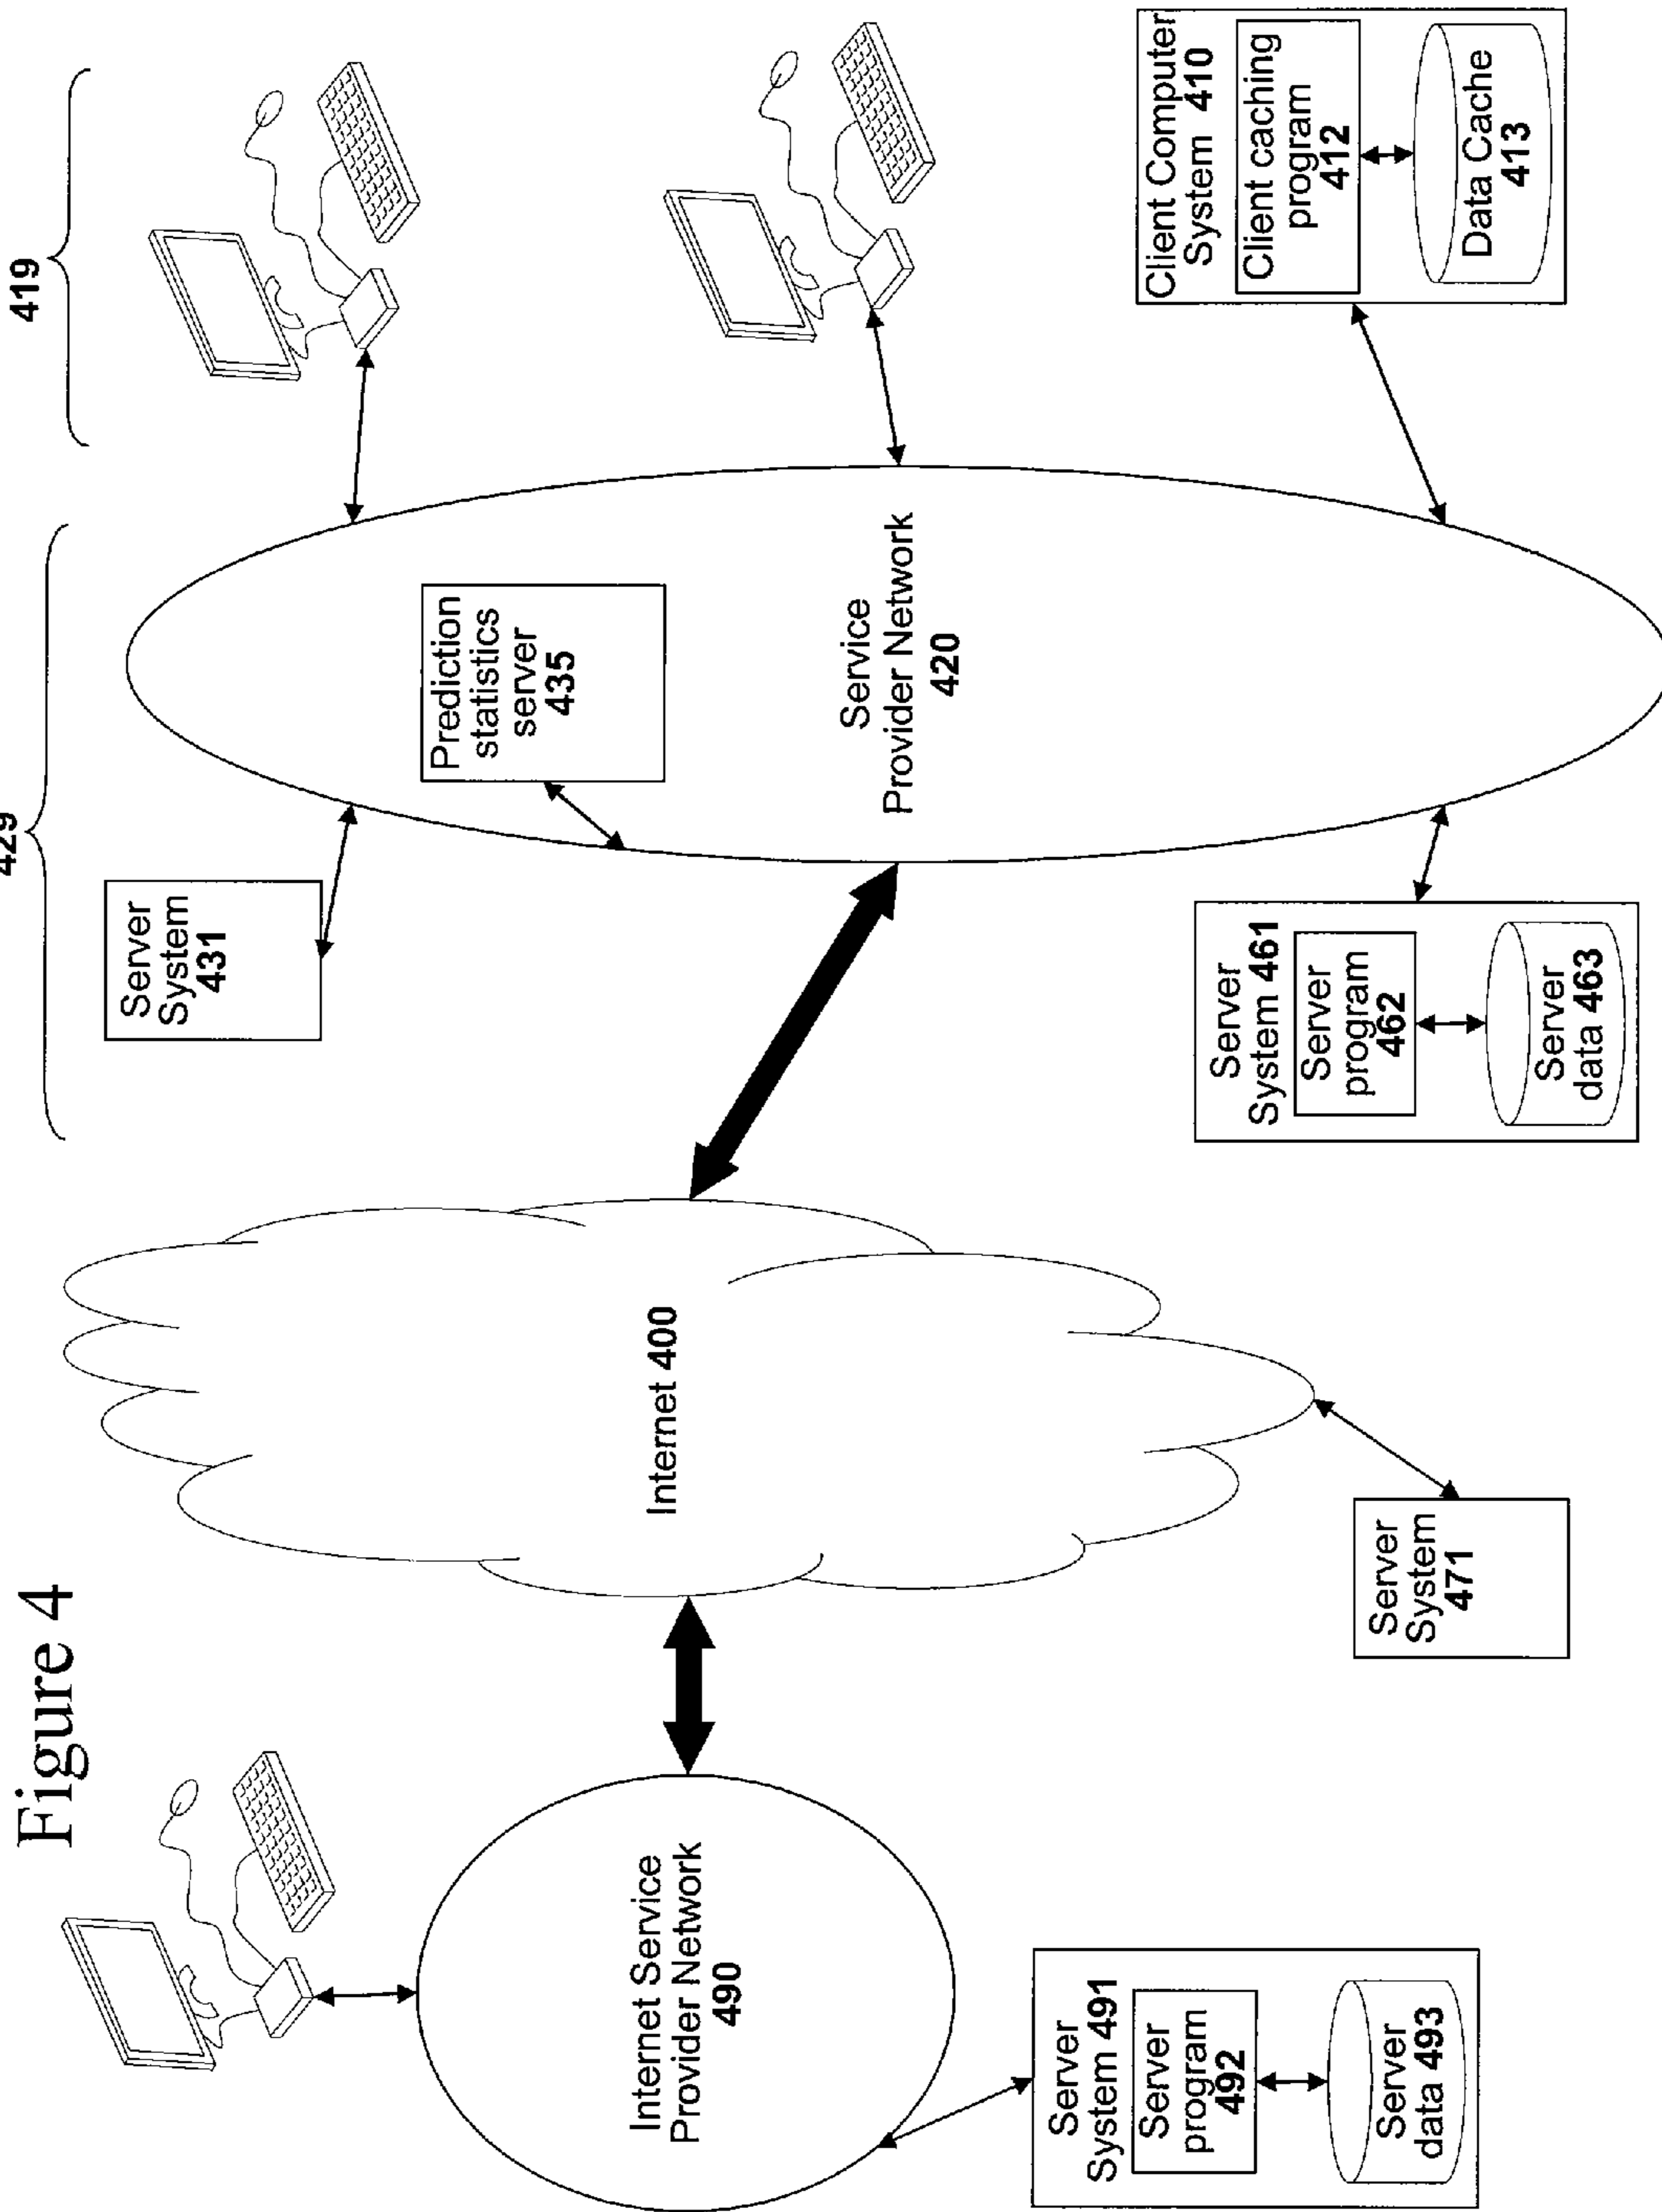 Figure 4
429
419
Server
System
431
Prediction
statistics
server
435
Internet Service
Provider Network
490
Internet 400
Service
Provider Network
420
Server
System 491
Server
program
492
Server
data 493
Server
System
471
Server
System 461
Server
program
462
Server
data 463
Client Computer
System 410
Client caching
program
412
Data Cache
413